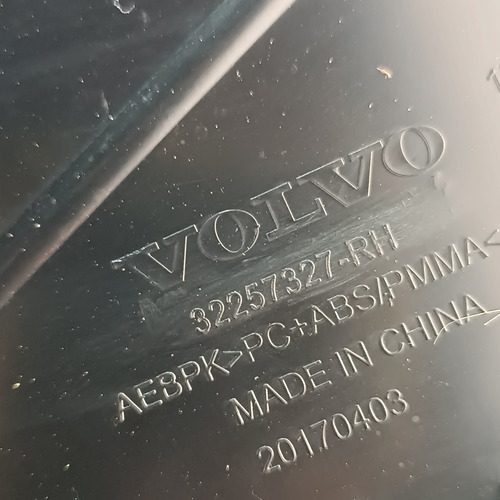 VOLVO
32257327-RH
AEBPK>PC+ABS/PMMA<
MADE IN CHINA
20170403